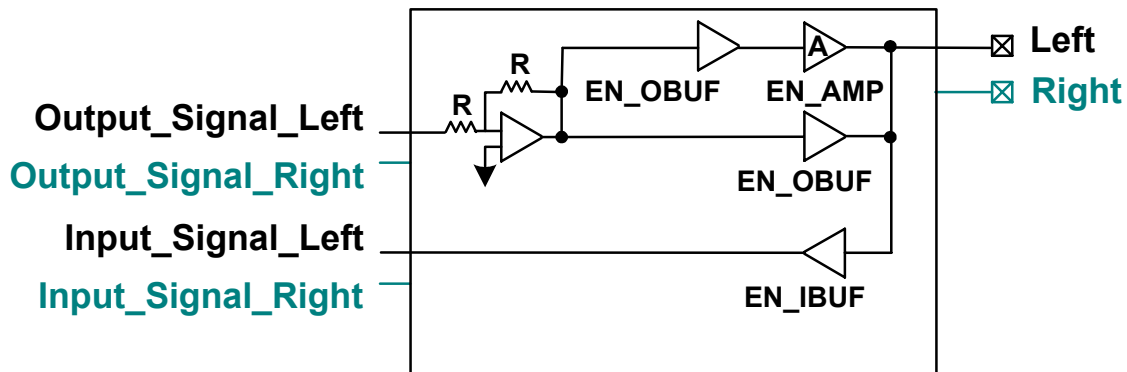 Left
A
R
EN_OBUF
EN_AMP
Right
R
Output_Signal_Left
Output_Signal_Right
EN_OBUF
Input_Signal_Left
Input_Signal_Right
EN_IBUF